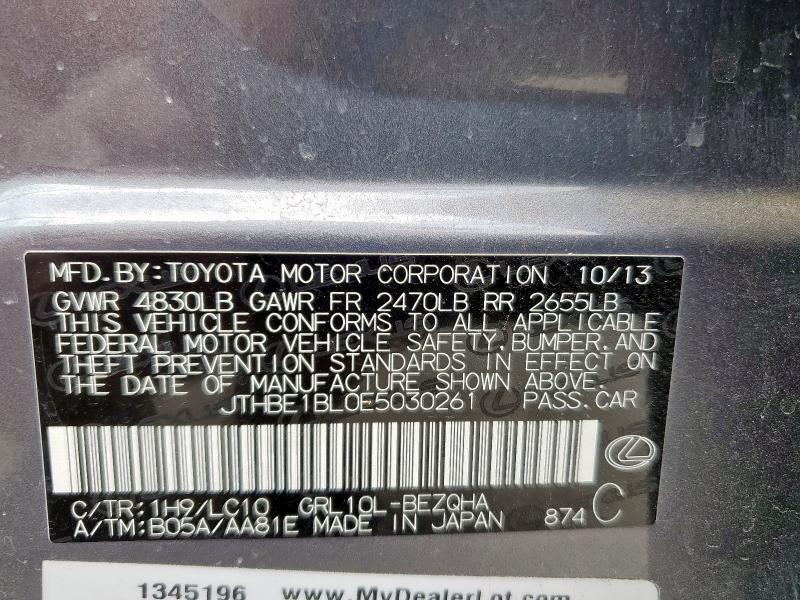 MFD.BY:TOYOTA MOTOR CORPORATION 10/13
GVWR 4830LB GAWR FR 2470LB RR 2655LB
THIS VEHICLE CONFORMS TO ALL APPLICABLE
FEDERAL MOTOR VEHICLE SAFETY,BUMPER,AND
THEFT PREVENTION STANDARDS IN EFFECT ON
THE DATE OF MANUFACTURE SHOWN ABOVE.
JTHBE1BL0E5030261 PASS.CAR
C/TR:1H9/LC10 GRL10L-BEZQHA
A/TM:B05A/AA81E MADE IN JAPAN 874 C
1345196 www.MyDealerLot.com